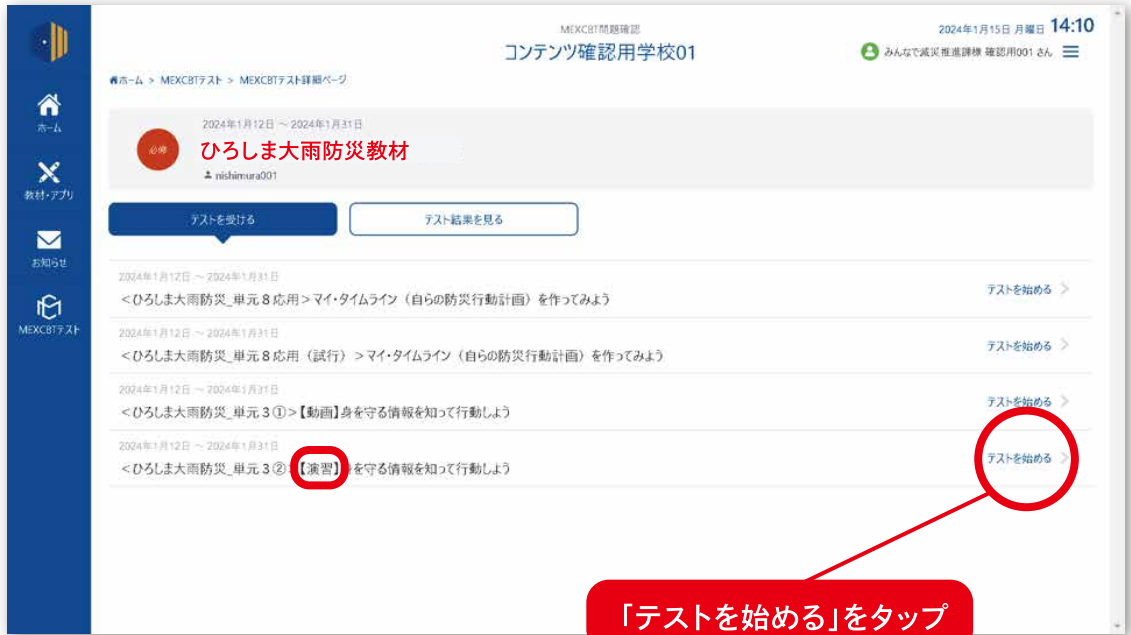 MEXCBT問題確認
コンテンツ確認用学校01
2024年1月15日 月曜日 14:10
みんなで減災推進課様 確認用001 さん
ホーム > MEXCBTテスト > MEXCBTテスト詳細ページ
ホーム
教材・アプリ
お知らせ
MEXCBTテスト
必修
2024年1月12日 ~ 2024年1月31日
ひろしま大雨防災教材
nishimura001
テストを受ける
テスト結果を見る
2024年1月12日 ~ 2024年1月31日
<ひろしま大雨防災_単元8応用>マイ・タイムライン(自らの防災行動計画)を作ってみよう
テストを始める
2024年1月12日 ~ 2024年1月31日
<ひろしま大雨防災_単元8応用(試行)>マイ・タイムライン(自らの防災行動計画)を作ってみよう
テストを始める
2024年1月12日 ~ 2024年1月31日
<ひろしま大雨防災_単元3①>【動画】身を守る情報を知って行動しよう
テストを始める
2024年1月12日 ~ 2024年1月31日
<ひろしま大雨防災_単元3②>【演習】身を守る情報を知って行動しよう
テストを始める
「テストを始める」をタップ